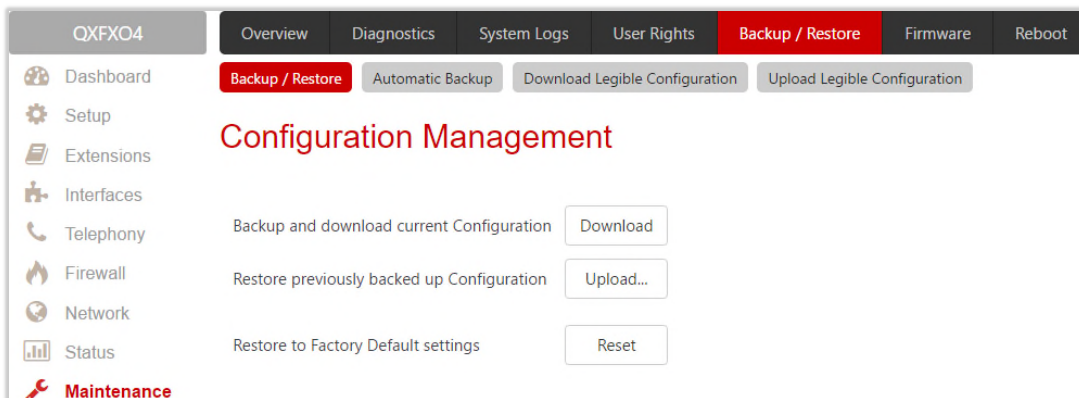 QXFXO4
Overview Diagnostics System Logs User Rights Backup / Restore Firmware Reboot
Backup / Restore Automatic Backup Download Legible Configuration Upload Legible Configuration
Dashboard
Setup
Extensions
Interfaces
Telephony
Firewall
Network
Status
Maintenance
Configuration Management
Backup and download current Configuration Download
Restore previously backed up Configuration Upload...
Restore to Factory Default settings Reset